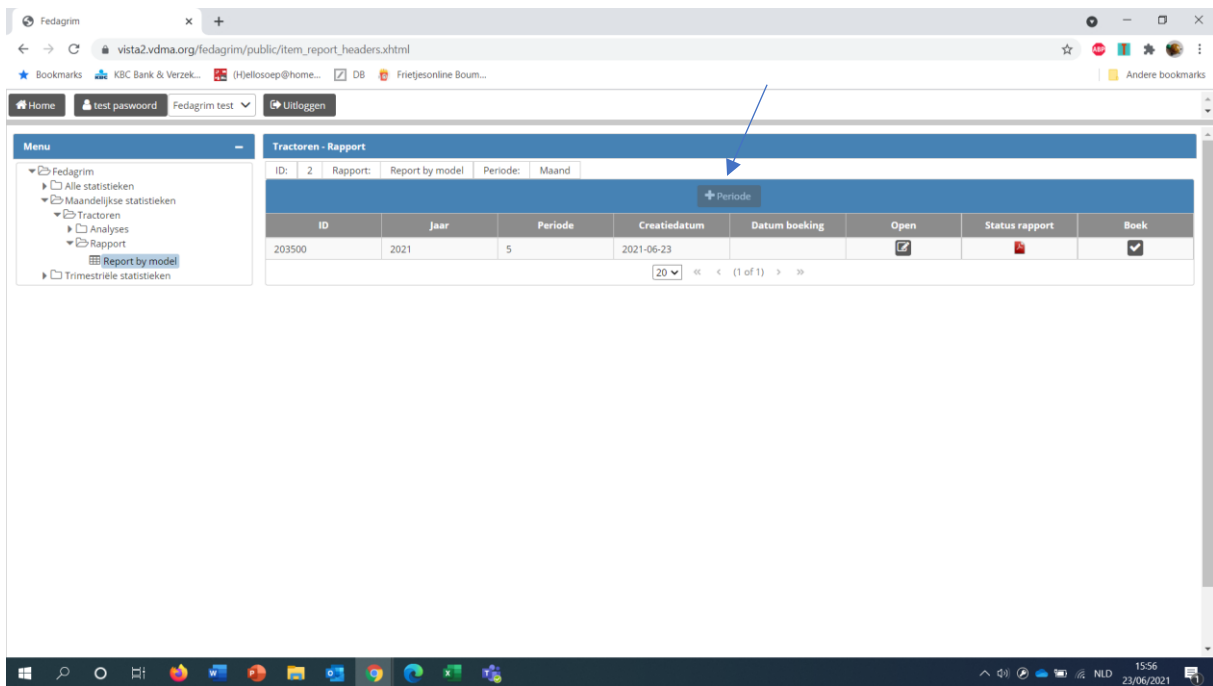 Fedagrim
vista2.vdma.org/fedagrim/public/item_report_headers.xhtml
ABP
Bookmarks KBC Bank & Verzek... (H)ellosoep@home... DB Frietjesonline Boum... Andere bookmarks
Home test paswoord Fedagrim test Uitloggen
Menu
Fedagrim
Alle statistieken
Maandelijkse statistieken
Tractoren
Analyses
Rapport
Report by model
Trimestriële statistieken
Tractoren - Rapport
ID: 2 Rapport: Report by model Periode: Maand
Periode
ID Jaar Periode Creatiedatum Datum boeking Open Status rapport Boek
203500 2021 5 2021-06-23
20 (1 of 1)
NLD 15:56
23/06/2021